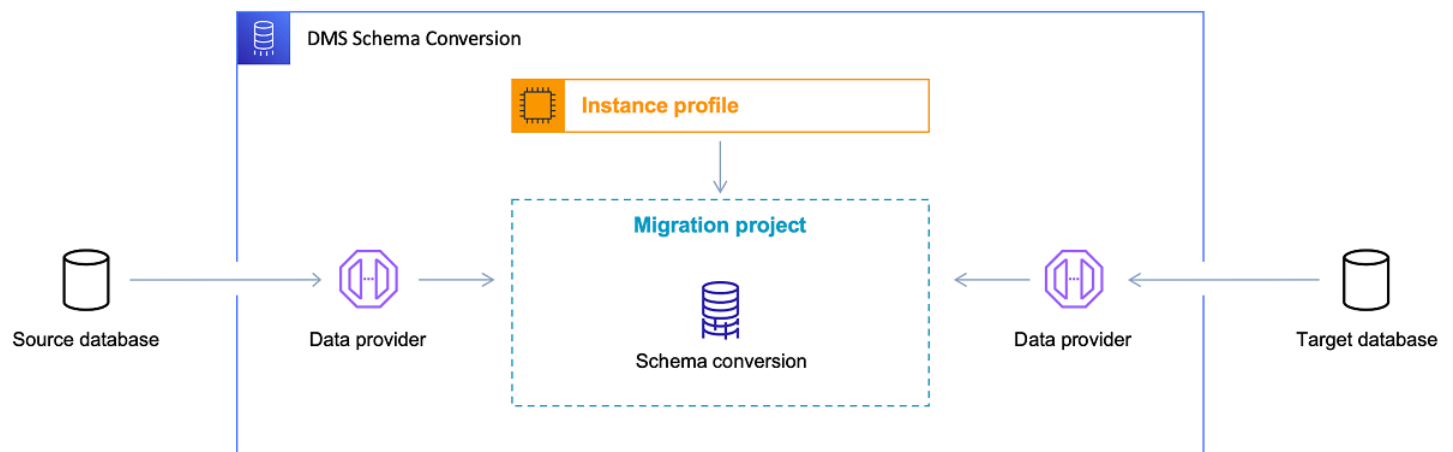 DMS Schema Conversion
Instance profile
Migration project
Source database
Data provider
Schema conversion
Data provider
Target database